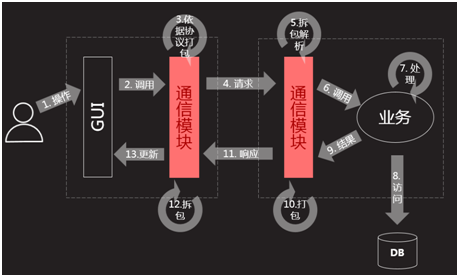 3.依
据协议
打包
5.拆
包解
析
1. 操作
2. 调用
4. 请求
6. 调用
7. 处
理
GUI
通信模块
通信模块
业务
13.更新
11. 响应
9. 结果
12.拆
包
10.打
包
8.
访
问
DB